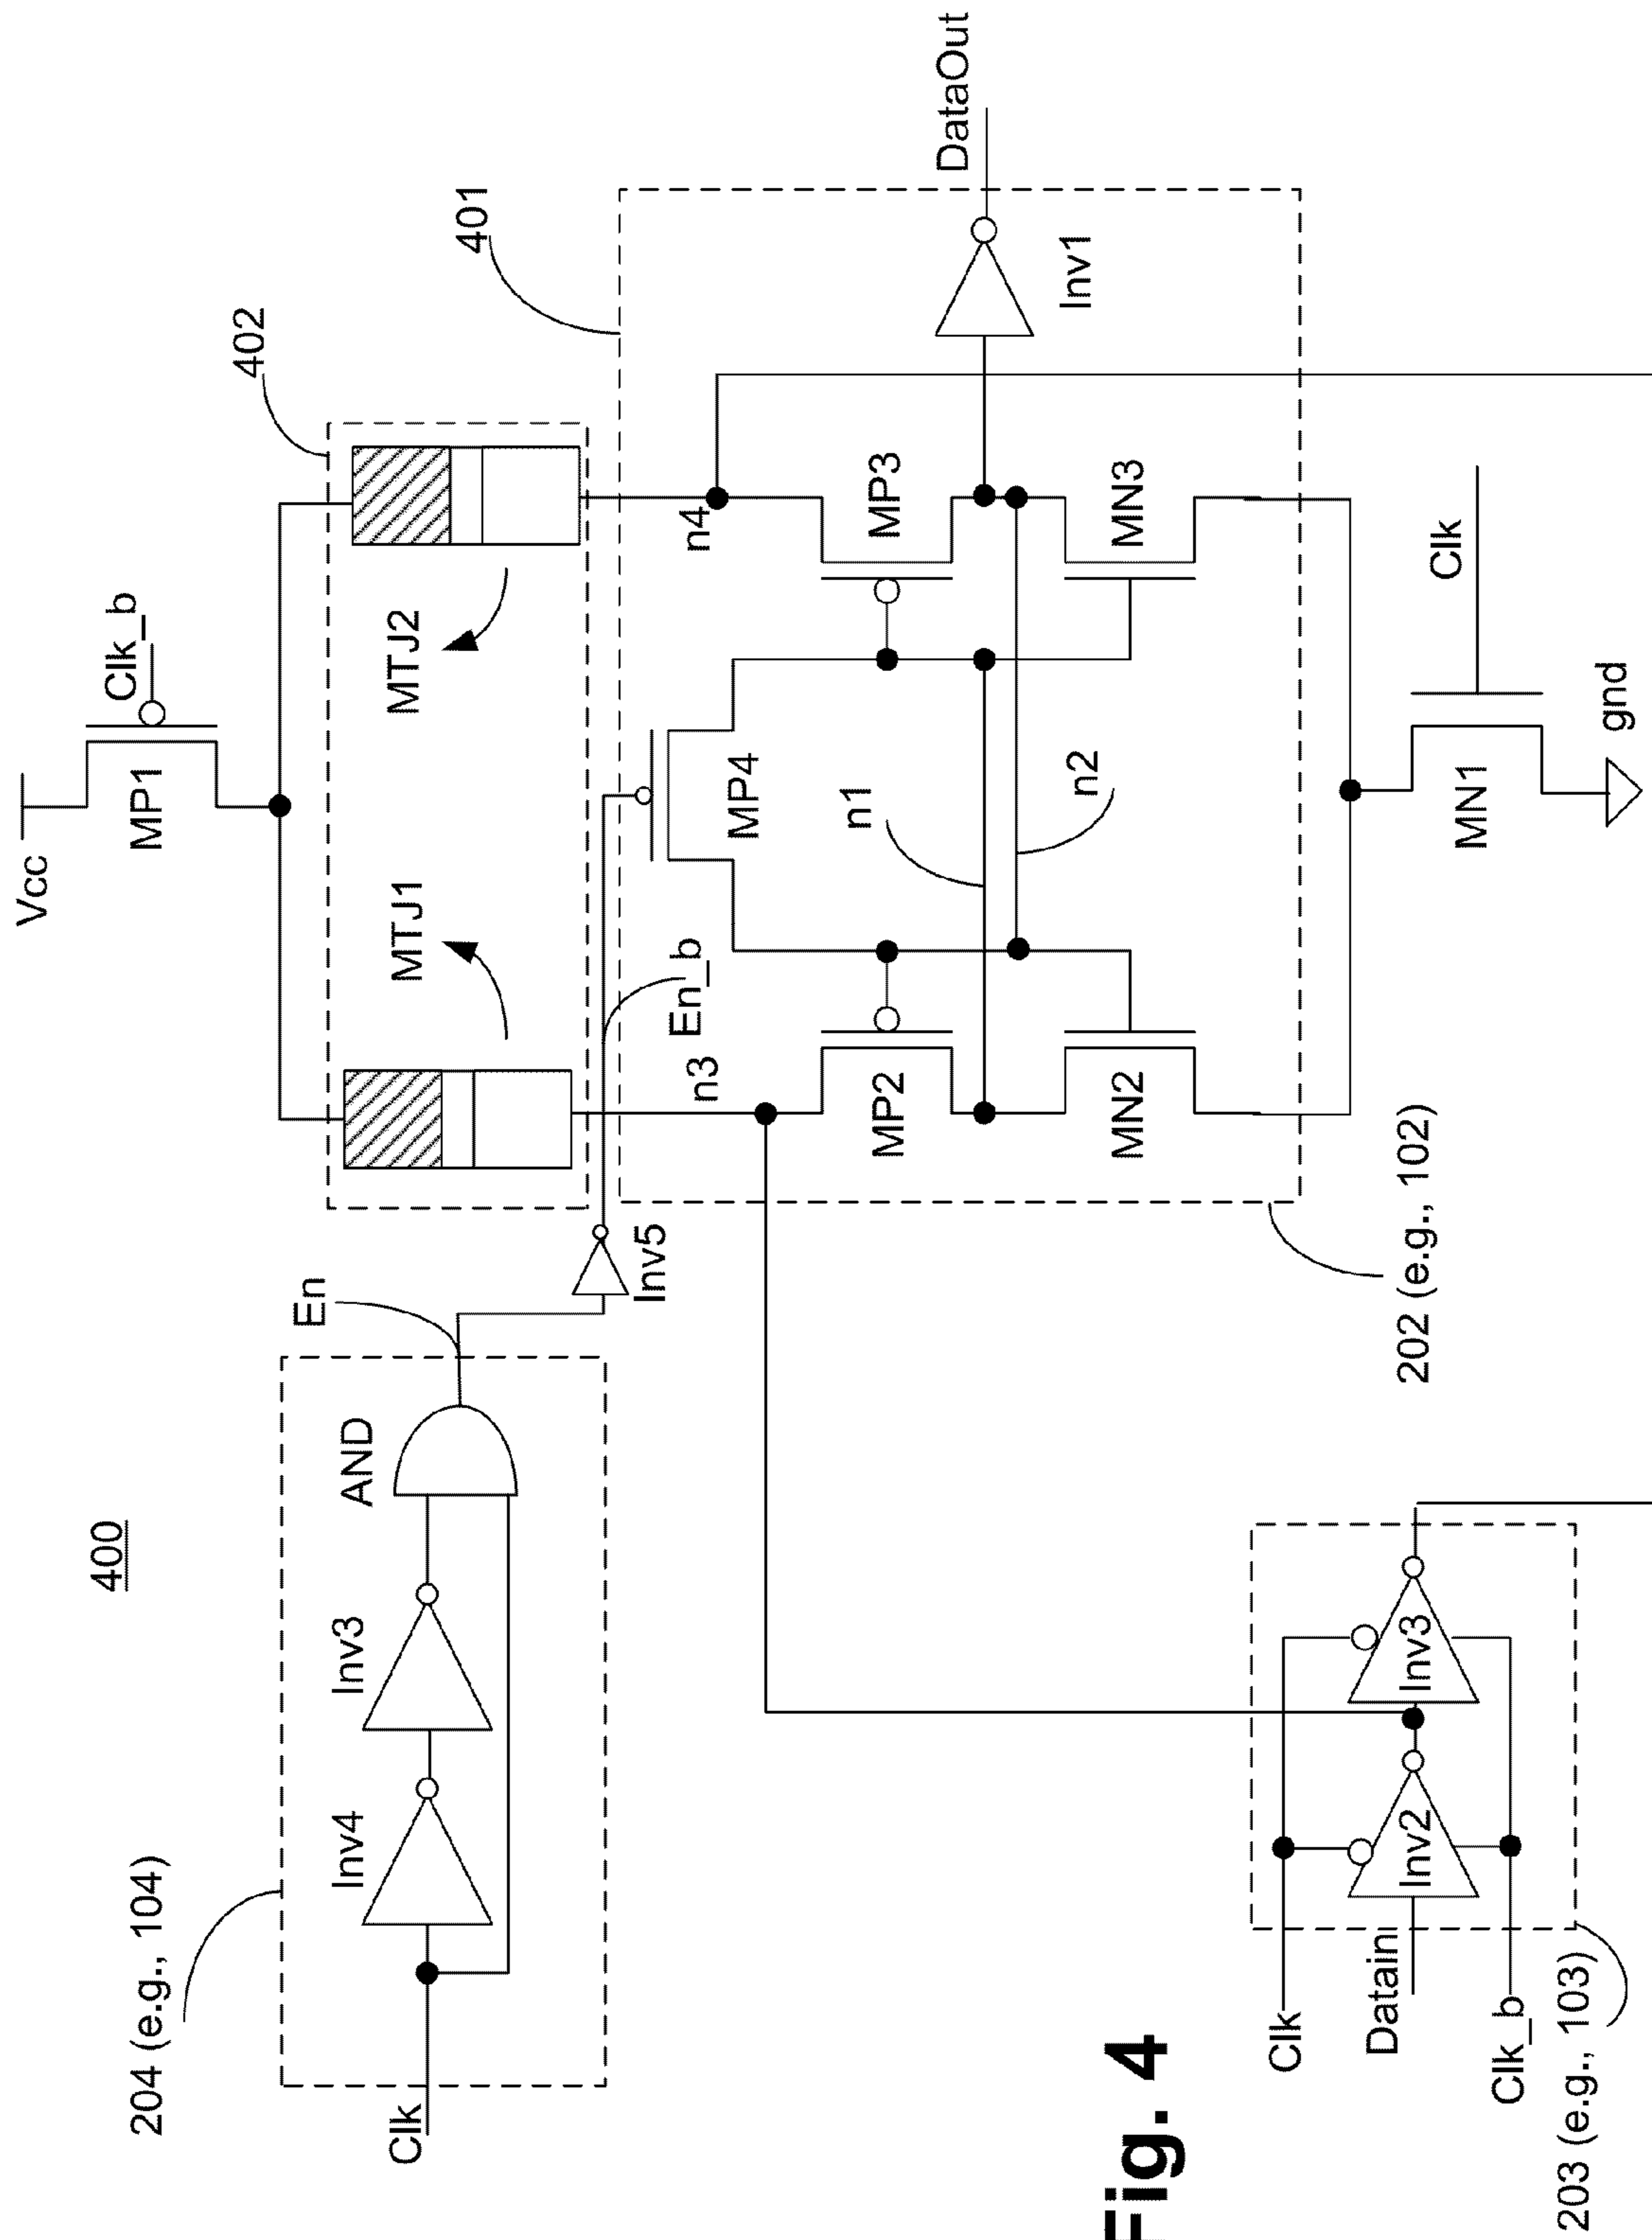 400
204 (e.g., 104)
Clk
Inv4
Inv3
AND
En
Inv5
En_b
Vcc
MP1
Clk_b
402
MTJ1
MTJ2
401
n3
n4
MP4
MP2
MP3
n1
n2
MN2
MN3
Inv1
DataOut
202 (e.g., 102)
MN1
Clk
gnd
Clk
Datain
Clk_b
Inv2
Inv3
203 (e.g., 103)
Fig. 4